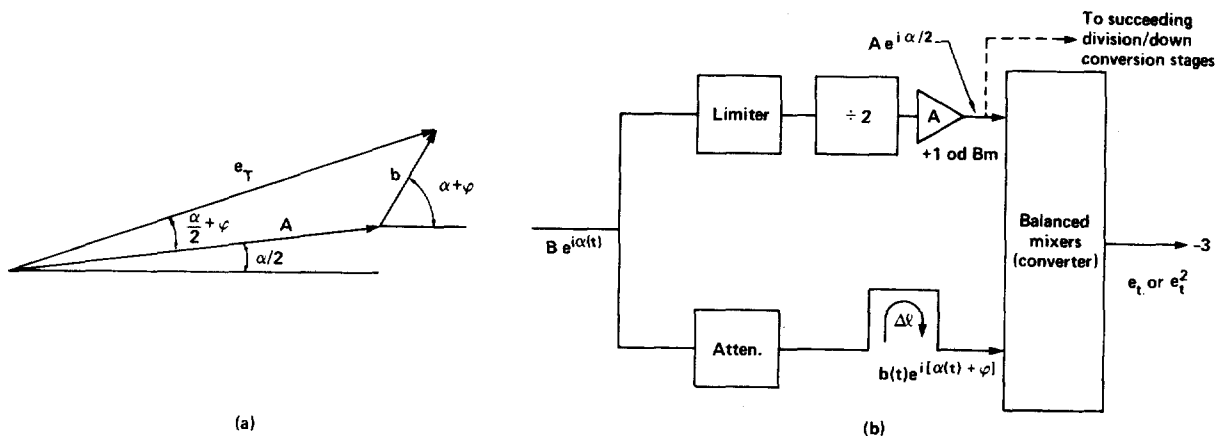 e_T
b
α+φ
α/2 + φ
A
α/2
(a)
To succeeding
division/down
conversion stages
A e^{i α/2}
Limiter
÷ 2
A
+1 od Bm
B e^{iα(t)}
Balanced
mixers
(converter)
–3
e_t. or e_t^2
Atten.
Δℓ
b(t)e^{i [α(t) + φ]}
(b)